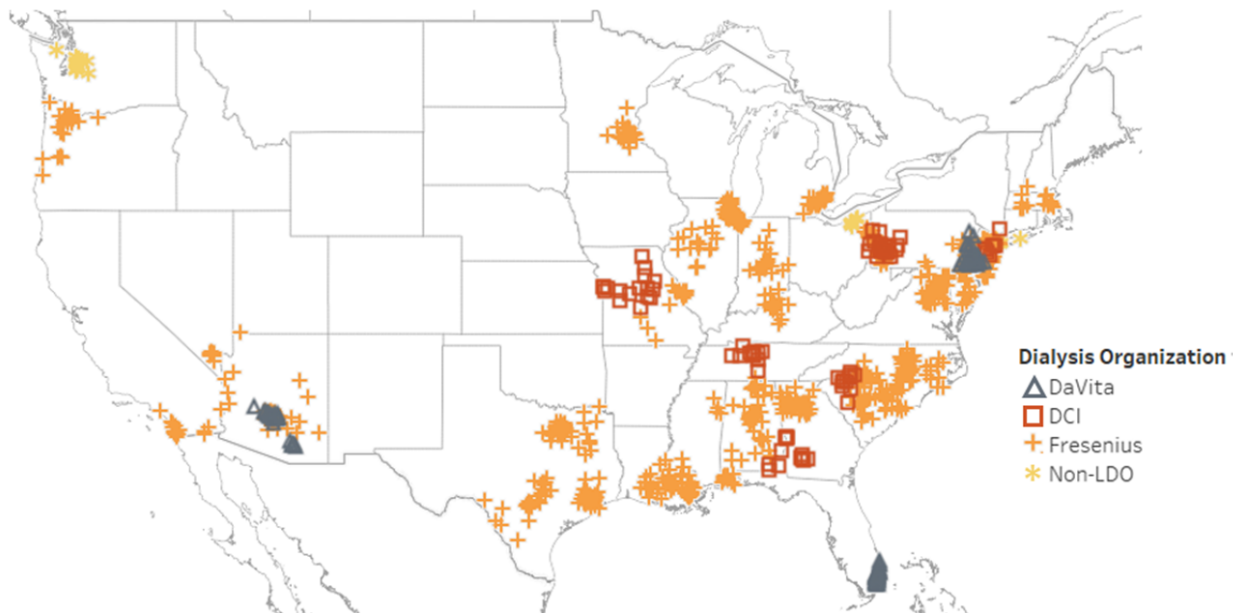 Dialysis Organization
DaVita
DCI
Fresenius
Non-LDO